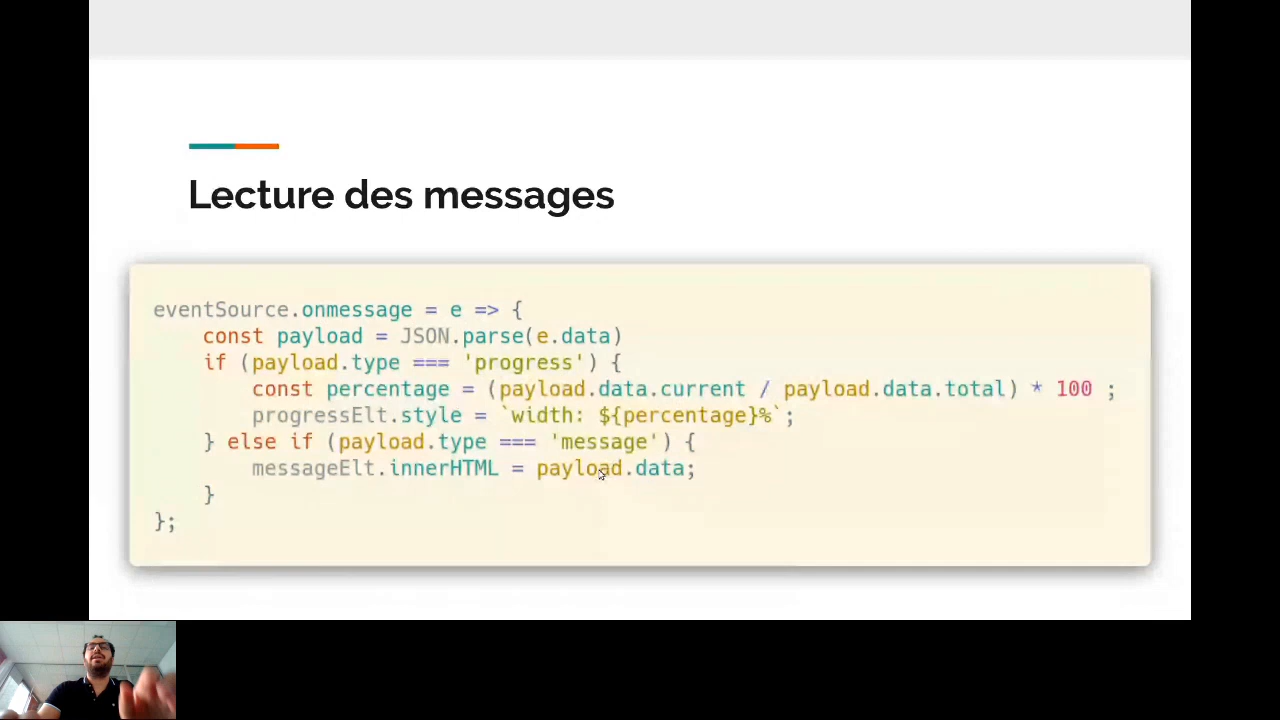 Lecture des messages
eventSource.onmessage = e => {
    const payload = JSON.parse(e.data)
    if (payload.type === 'progress') {
        const percentage = (payload.data.current / payload.data.total) * 100 ;
        progressElt.style = `width: ${percentage}%`;
    } else if (payload.type === 'message') {
        messageElt.innerHTML = payload.data;
    }
};